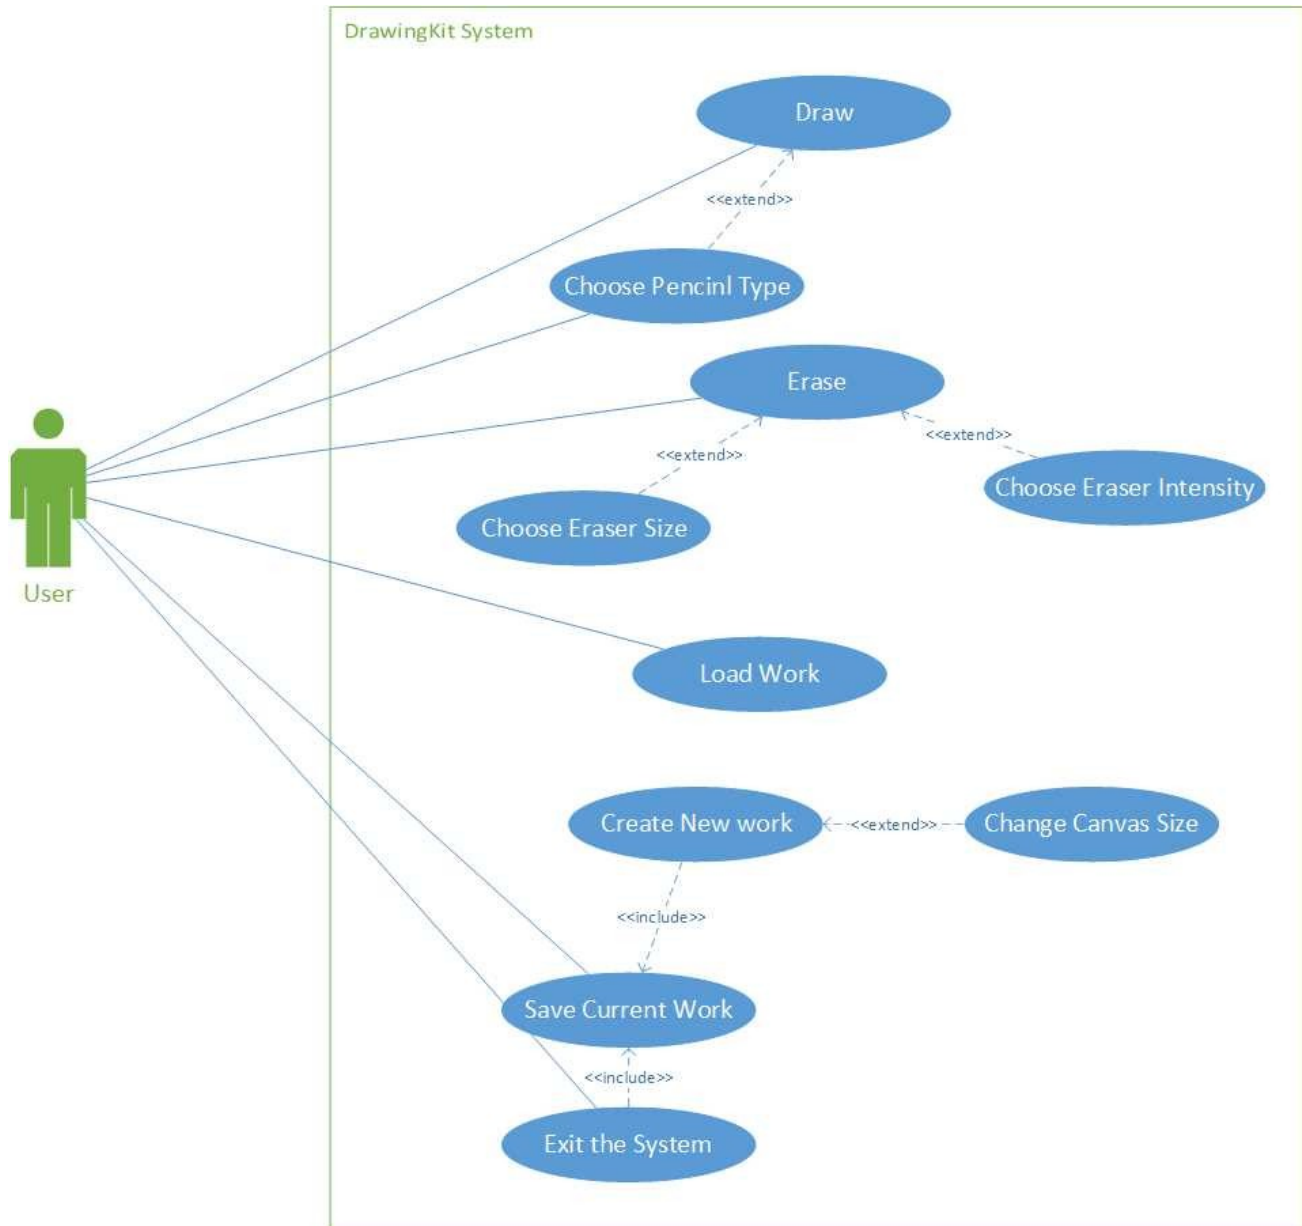 DrawingKit System
Draw
<<extend>>
Choose Pencinl Type
Erase
<<extend>>
<<extend>>
Choose Eraser Intensity
Choose Eraser Size
User
Load Work
Create New work
<<extend>>
Change Canvas Size
<<include>>
Save Current Work
<<include>>
Exit the System